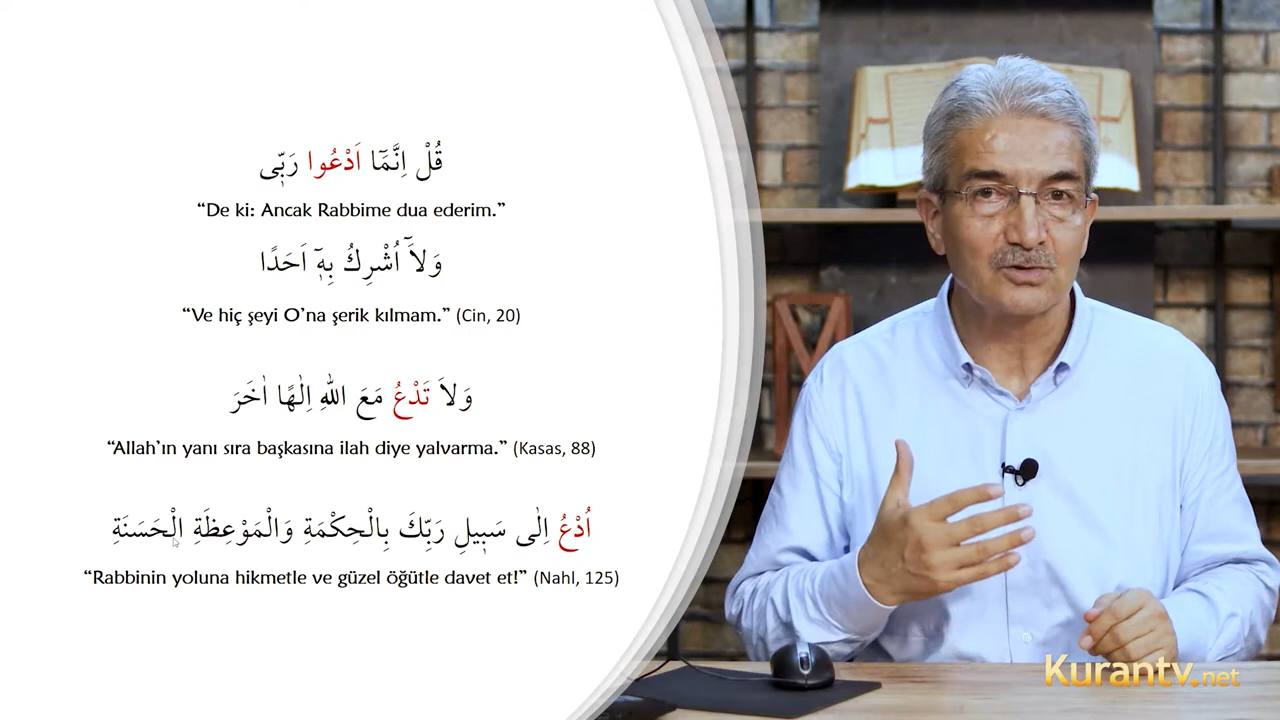 قُلْ اِنَّمَٓا اَدْعُوا رَبّ۪ى
“De ki: Ancak Rabbime dua ederim.”
وَلَٓا اُشْرِكُ بِه۪ٓ اَحَدًا
“Ve hiç şeyi O’na şerik kılmam.” (Cin, 20)
وَلاَ تَدْعُ مَعَ اللّٰهِ اِلٰهًا اٰخَرَ
“Allah’ın yanı sıra başkasına ilah diye yalvarma.” (Kasas, 88)
اُدْعُ اِلٰى سَب۪يلِ رَبِّكَ بِالْحِكْمَةِ وَالْمَوْعِظَةِ الْحَسَنَةِ
“Rabbinin yoluna hikmetle ve güzel öğütle davet et!” (Nahl, 125)
Kurantv.net